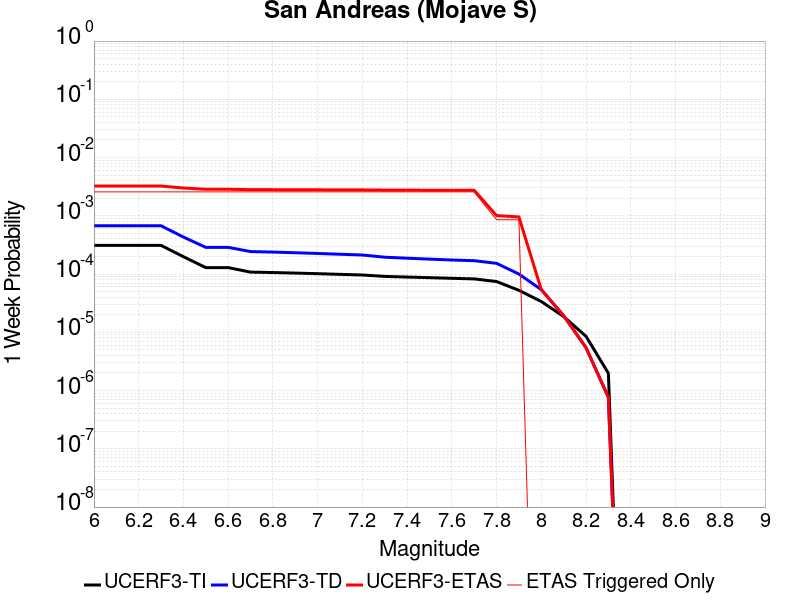 San Andreas (Mojave S)
10^0
10^-1
10^-2
10^-3
10^-4
10^-5
10^-6
10^-7
10^-8
1 Week Probability
6 6.2 6.4 6.6 6.8 7 7.2 7.4 7.6 7.8 8 8.2 8.4 8.6 8.8 9
Magnitude
UCERF3-TI UCERF3-TD UCERF3-ETAS ETAS Triggered Only